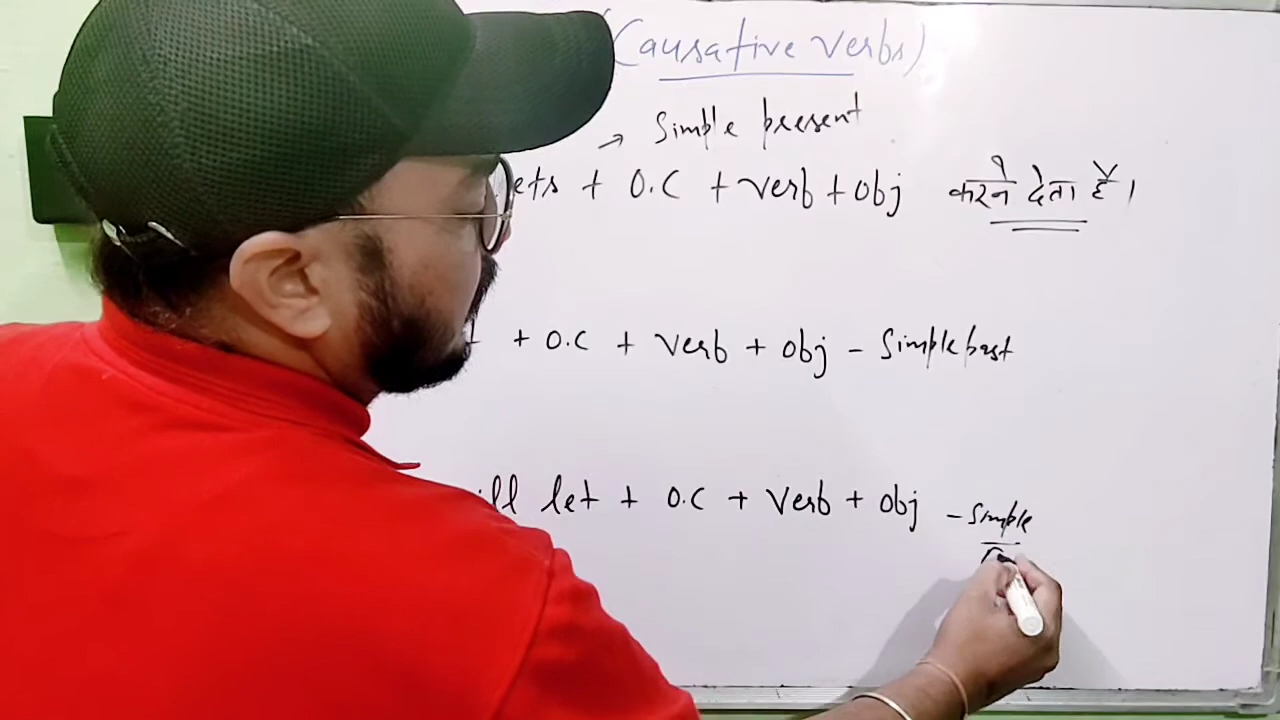 (Causative Verbs)
→ Simple present
ets + O.C + verb + obj करने देता है।
+ O.C + verb + obj - Simple past
ill let + O.C + Verb + obj - Simple